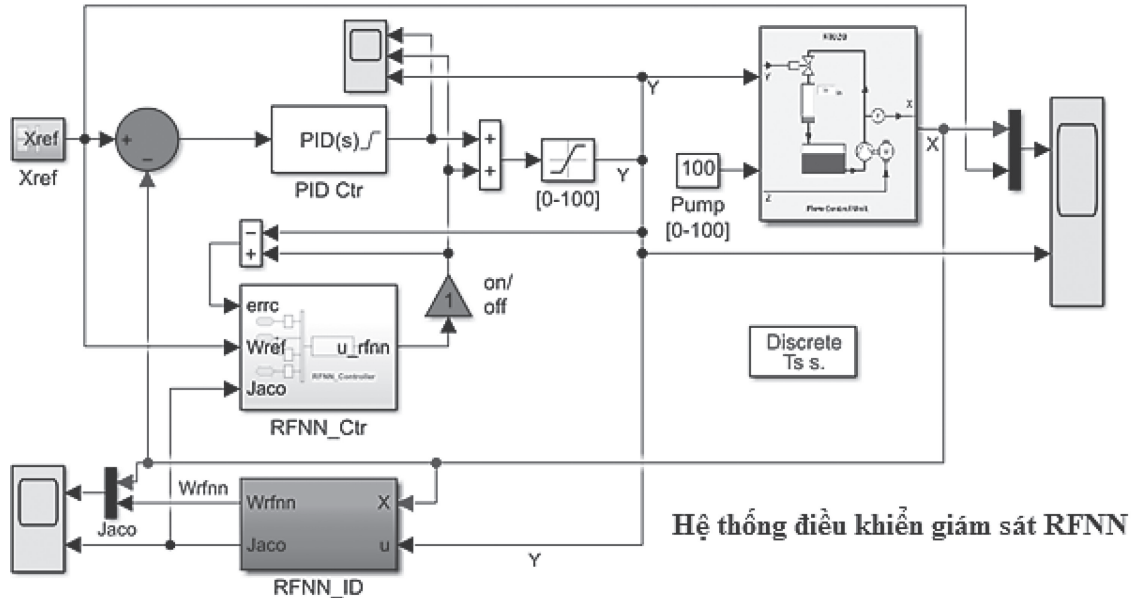 Xref
Xref
+
−
PID(s)
PID Ctr
+
+
[0-100]
Y
Y
100
Pump
[0-100]
Y
X
Z
X
−
+
on/
off
1
errc
Wref
Jaco
u_rfnn
RFNN_Controller
RFNN_Ctr
Discrete
Ts s.
Wrfnn
Jaco
Wrfnn
Jaco
X
u
RFNN_ID
Y
Hệ thống điều khiển giám sát RFNN